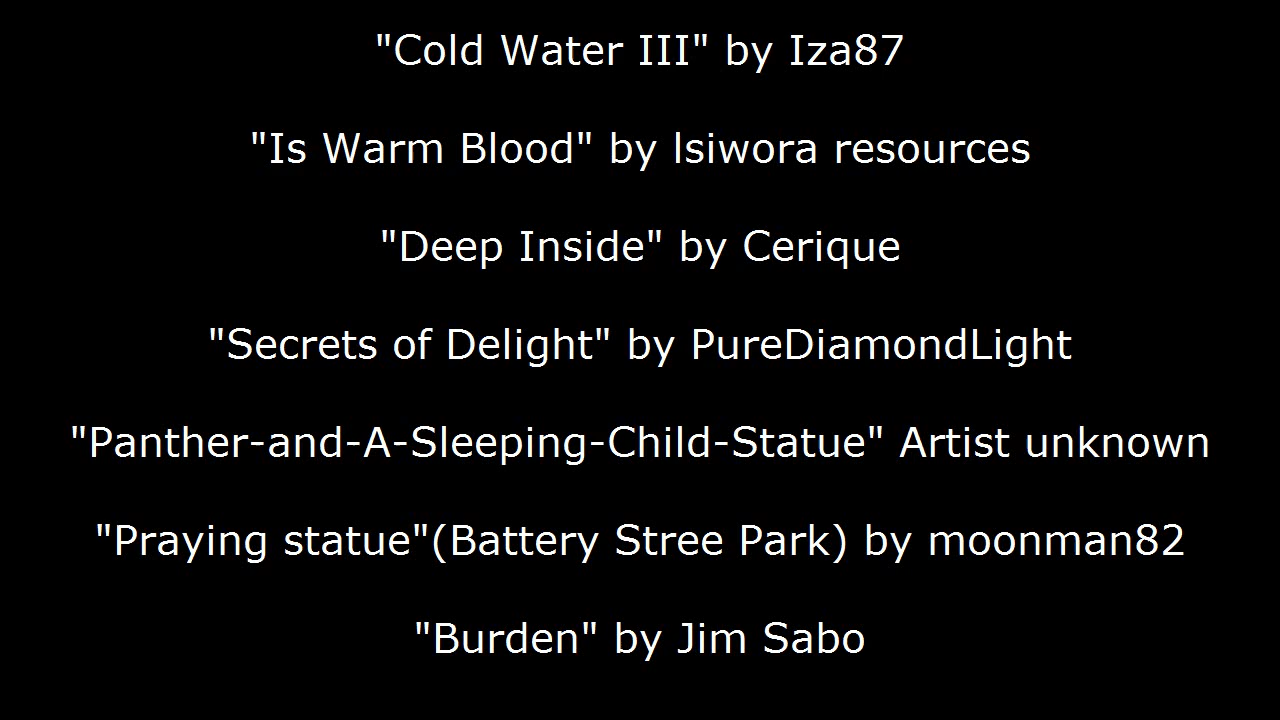 "Cold Water III" by Iza87
"Is Warm Blood" by lsiwora resources
"Deep Inside" by Cerique
"Secrets of Delight" by PureDiamondLight
"Panther-and-A-Sleeping-Child-Statue" Artist unknown
"Praying statue"(Battery Stree Park) by moonman82
"Burden" by Jim Sabo